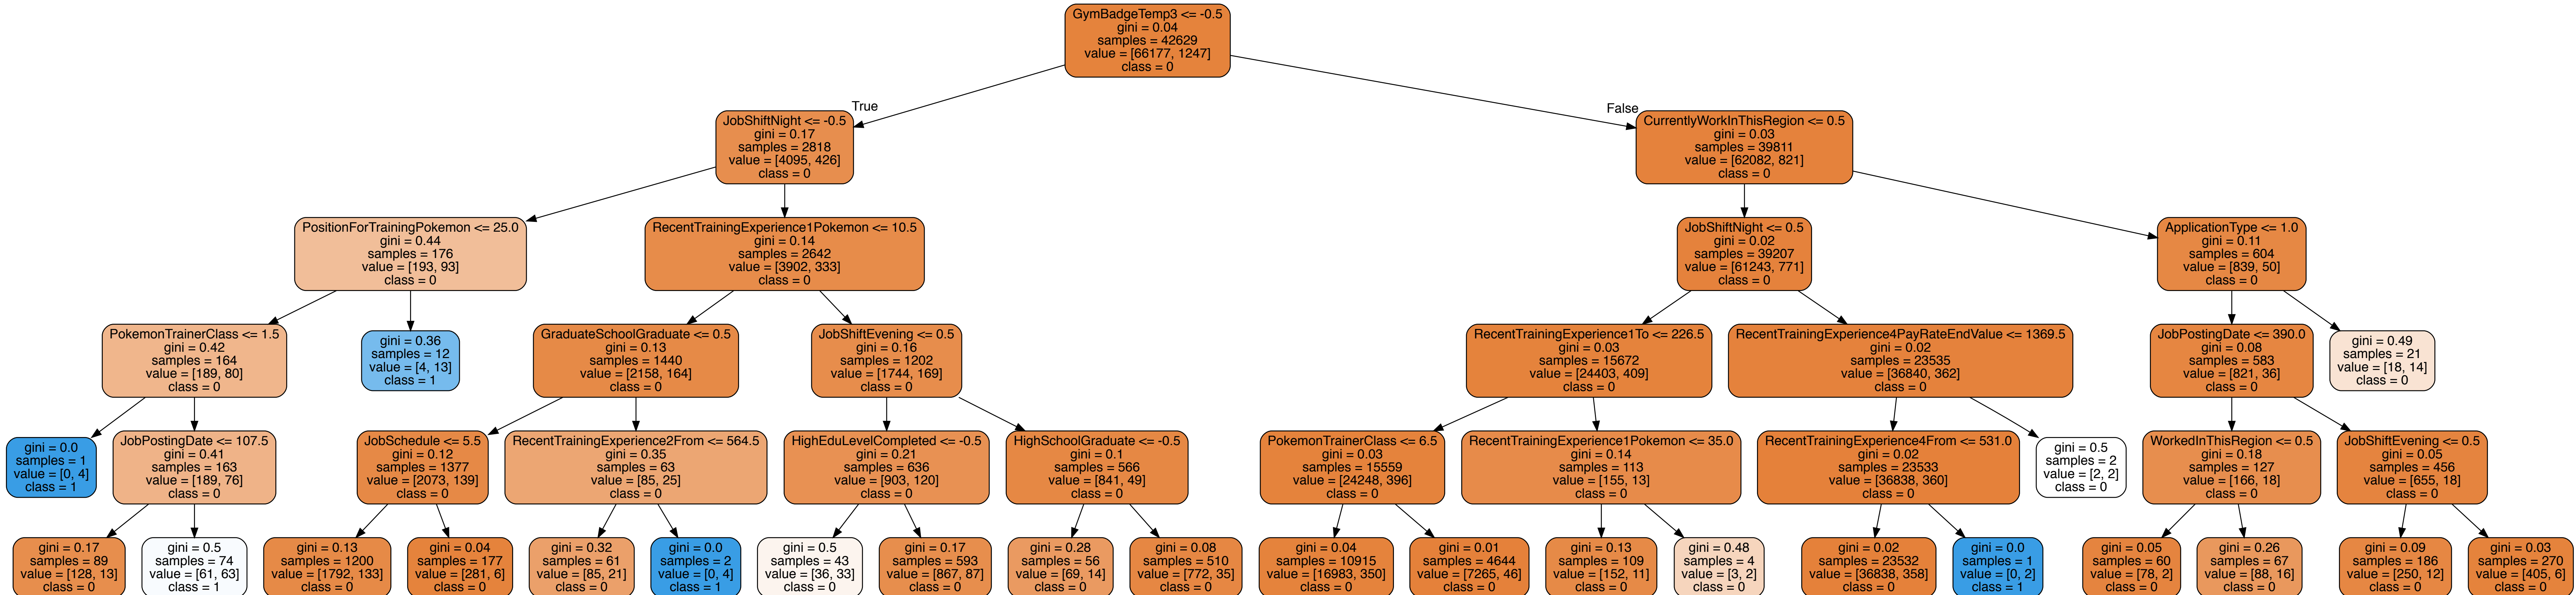 GymBadgeTemp3 <= -0.5
gini = 0.04
samples = 42629
value = [66177, 1247]
class = 0
True
False
JobShiftNight <= -0.5
gini = 0.17
samples = 2818
value = [4095, 426]
class = 0
CurrentlyWorkInThisRegion <= 0.5
gini = 0.03
samples = 39811
value = [62082, 821]
class = 0
PositionForTrainingPokemon <= 25.0
gini = 0.44
samples = 176
value = [193, 93]
class = 0
RecentTrainingExperience1Pokemon <= 10.5
gini = 0.14
samples = 2642
value = [3902, 333]
class = 0
JobShiftNight <= 0.5
gini = 0.02
samples = 39207
value = [61243, 771]
class = 0
ApplicationType <= 1.0
gini = 0.11
samples = 604
value = [839, 50]
class = 0
PokemonTrainerClass <= 1.5
gini = 0.42
samples = 164
value = [189, 80]
class = 0
gini = 0.36
samples = 12
value = [4, 13]
class = 1
GraduateSchoolGraduate <= 0.5
gini = 0.13
samples = 1440
value = [2158, 164]
class = 0
JobShiftEvening <= 0.5
gini = 0.16
samples = 1202
value = [1744, 169]
class = 0
RecentTrainingExperience1To <= 226.5
gini = 0.03
samples = 15672
value = [24403, 409]
class = 0
RecentTrainingExperience4PayRateEndValue <= 1369.5
gini = 0.02
samples = 23535
value = [36840, 362]
class = 0
JobPostingDate <= 390.0
gini = 0.08
samples = 583
value = [821, 36]
class = 0
gini = 0.49
samples = 21
value = [18, 14]
class = 0
gini = 0.0
samples = 1
value = [0, 4]
class = 1
JobPostingDate <= 107.5
gini = 0.41
samples = 163
value = [189, 76]
class = 0
JobSchedule <= 5.5
gini = 0.12
samples = 1377
value = [2073, 139]
class = 0
RecentTrainingExperience2From <= 564.5
gini = 0.35
samples = 63
value = [85, 25]
class = 0
HighEduLevelCompleted <= -0.5
gini = 0.21
samples = 636
value = [903, 120]
class = 0
HighSchoolGraduate <= -0.5
gini = 0.1
samples = 566
value = [841, 49]
class = 0
PokemonTrainerClass <= 6.5
gini = 0.03
samples = 15559
value = [24248, 396]
class = 0
RecentTrainingExperience1Pokemon <= 35.0
gini = 0.14
samples = 113
value = [155, 13]
class = 0
RecentTrainingExperience4From <= 531.0
gini = 0.02
samples = 23533
value = [36838, 360]
class = 0
gini = 0.5
samples = 2
value = [2, 2]
class = 0
WorkedInThisRegion <= 0.5
gini = 0.18
samples = 127
value = [166, 18]
class = 0
JobShiftEvening <= 0.5
gini = 0.05
samples = 456
value = [655, 18]
class = 0
gini = 0.17
samples = 89
value = [128, 13]
class = 0
gini = 0.5
samples = 74
value = [61, 63]
class = 1
gini = 0.13
samples = 1200
value = [1792, 133]
class = 0
gini = 0.04
samples = 177
value = [281, 6]
class = 0
gini = 0.32
samples = 61
value = [85, 21]
class = 0
gini = 0.0
samples = 2
value = [0, 4]
class = 1
gini = 0.5
samples = 43
value = [36, 33]
class = 0
gini = 0.17
samples = 593
value = [867, 87]
class = 0
gini = 0.28
samples = 56
value = [69, 14]
class = 0
gini = 0.08
samples = 510
value = [772, 35]
class = 0
gini = 0.04
samples = 10915
value = [16983, 350]
class = 0
gini = 0.01
samples = 4644
value = [7265, 46]
class = 0
gini = 0.13
samples = 109
value = [152, 11]
class = 0
gini = 0.48
samples = 4
value = [3, 2]
class = 0
gini = 0.02
samples = 23532
value = [36838, 358]
class = 0
gini = 0.0
samples = 1
value = [0, 2]
class = 1
gini = 0.05
samples = 60
value = [78, 2]
class = 0
gini = 0.26
samples = 67
value = [88, 16]
class = 0
gini = 0.09
samples = 186
value = [250, 12]
class = 0
gini = 0.03
samples = 270
value = [405, 6]
class = 0